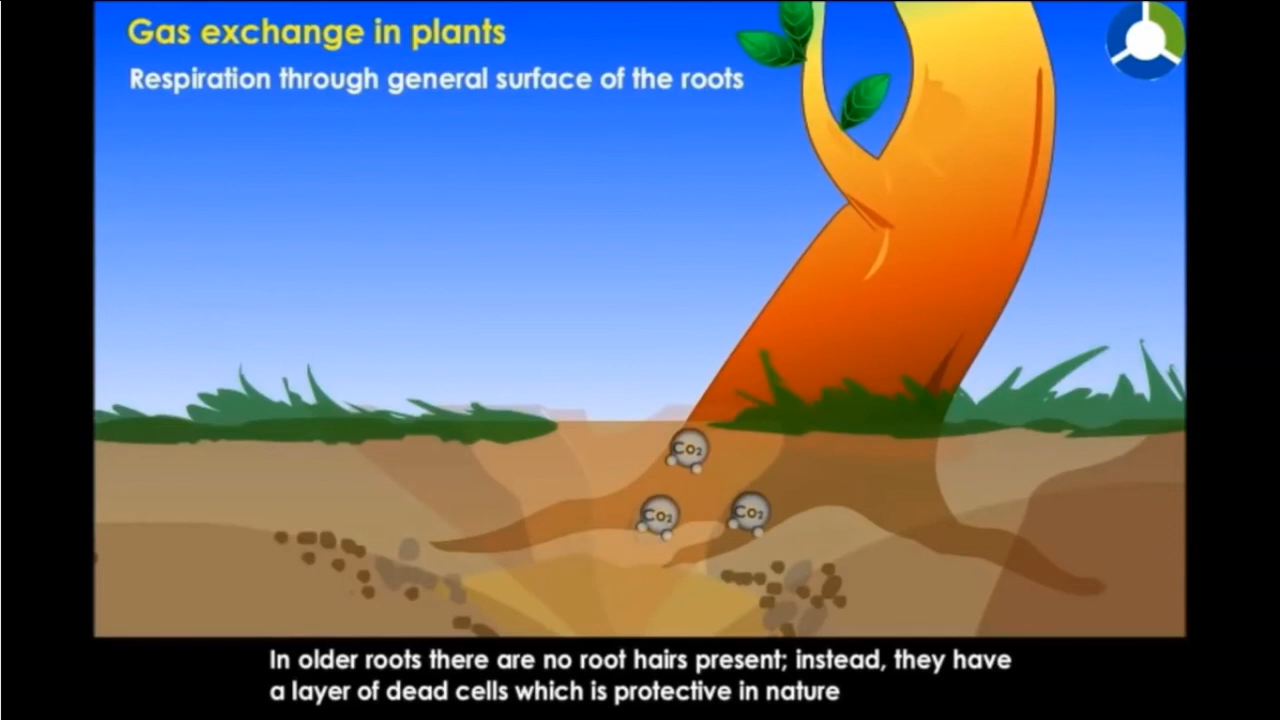 Gas exchange in plants
Respiration through general surface of the roots
Co₂
Co₂
Co₂
In older roots there are no root hairs present; instead, they have
a layer of dead cells which is protective in nature